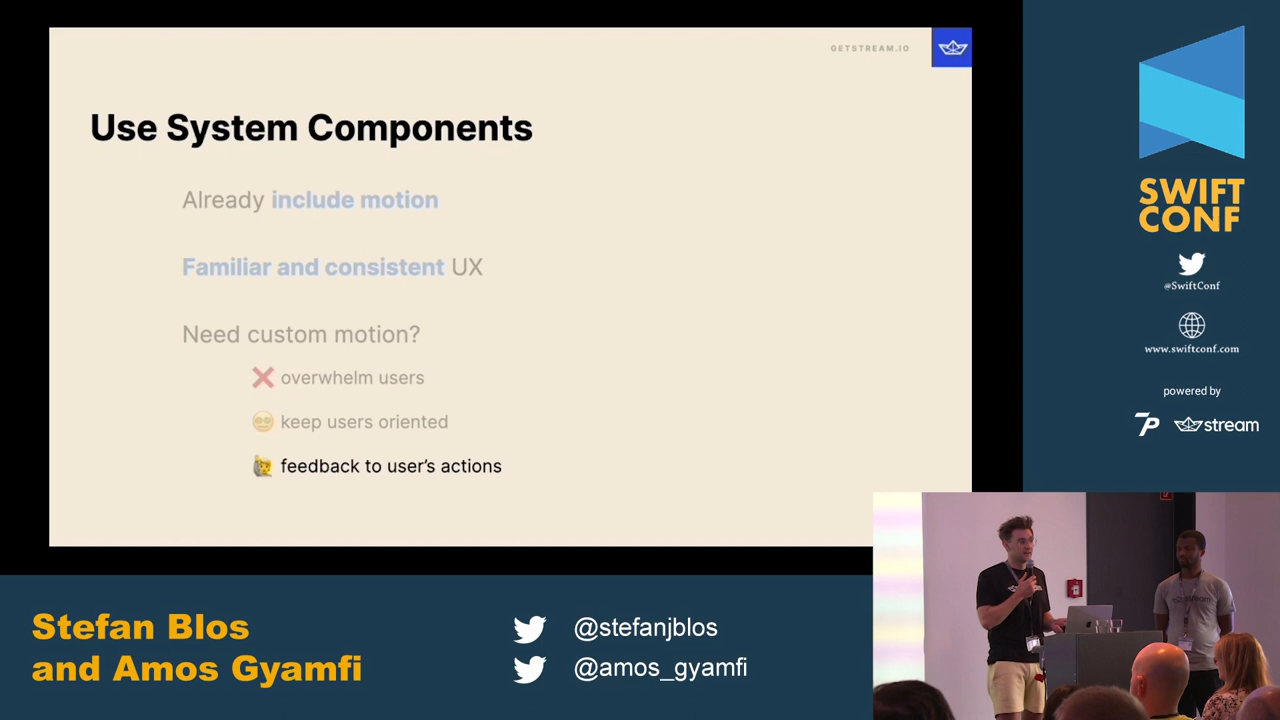 GETSTREAM.IO
Use System Components
Already include motion
Familiar and consistent UX
Need custom motion?
overwhelm users
keep users oriented
feedback to user's actions
SWIFT
CONF
@SwiftConf
www.swiftconf.com
powered by
7P
stream
Stefan Blos
and Amos Gyamfi
@stefanjblos
@amos_gyamfi